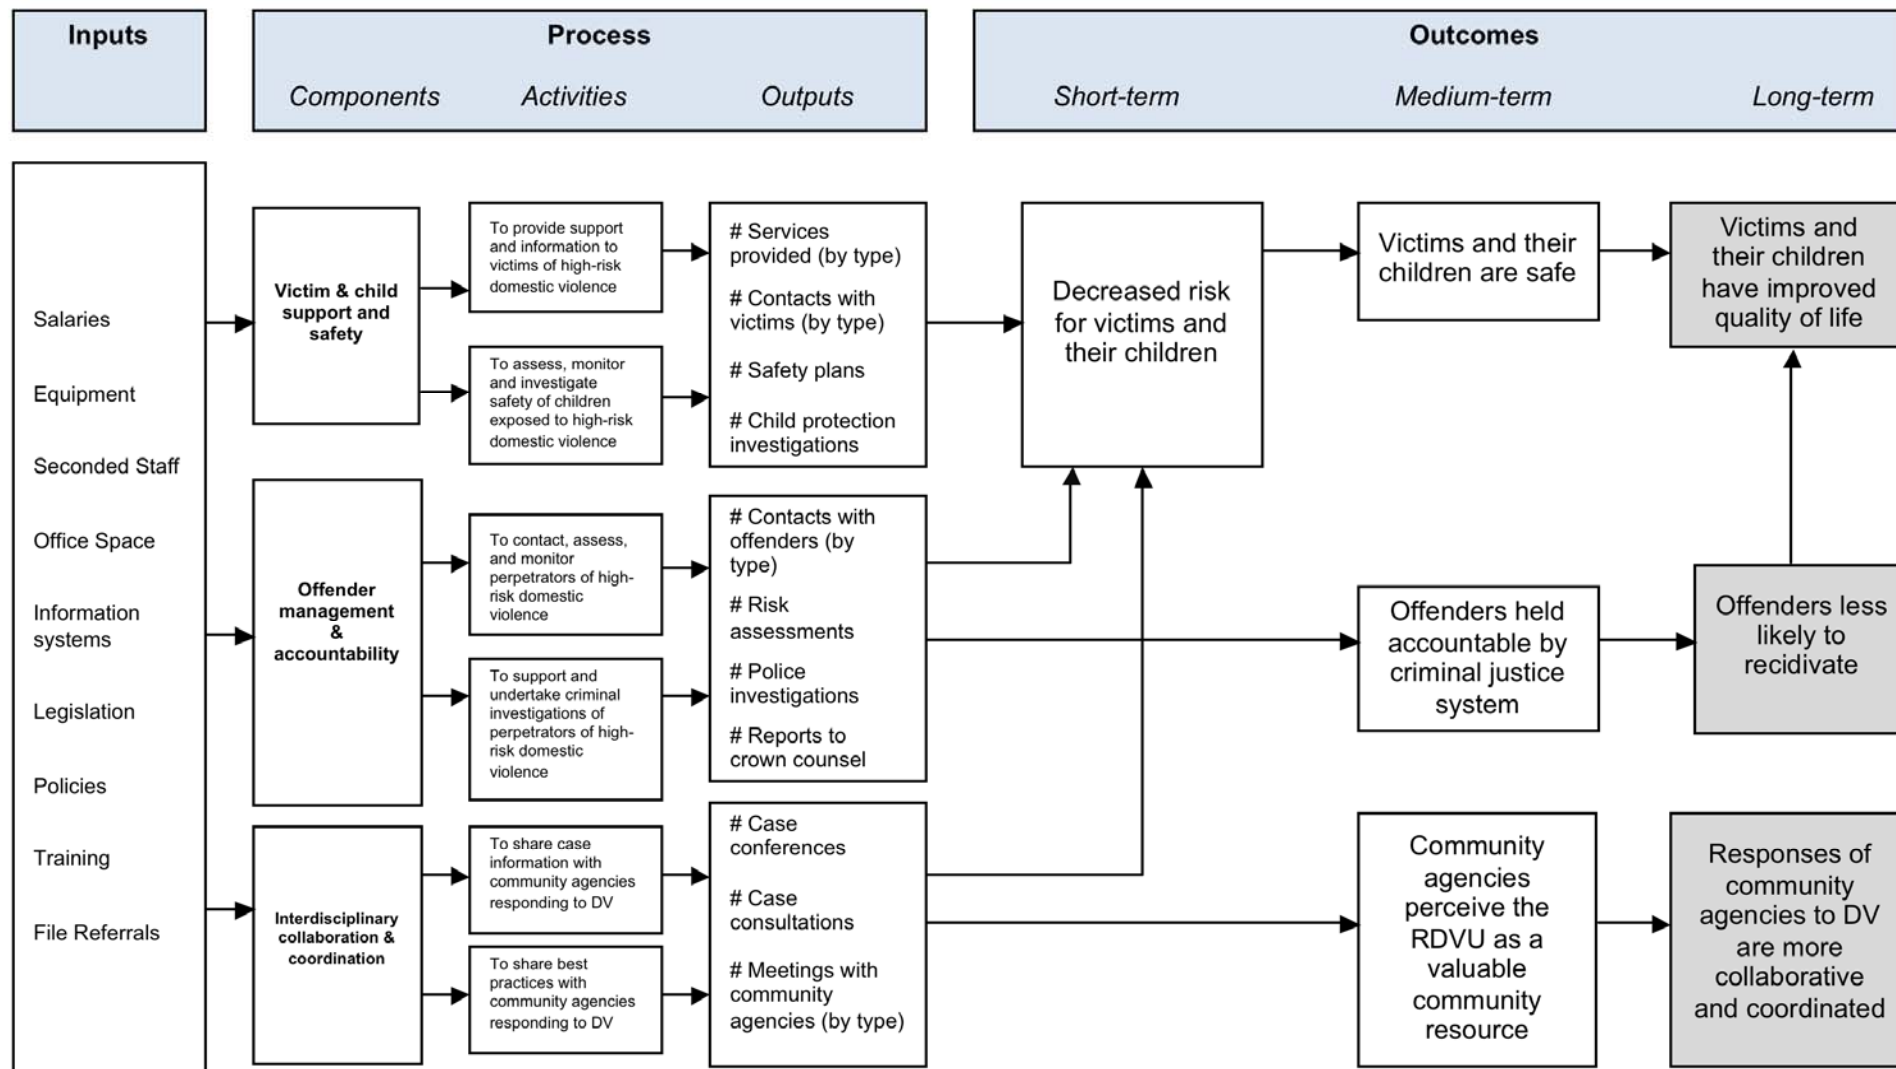 Inputs
Process
Outcomes
Components
Activities
Outputs
Short-term
Medium-term
Long-term
Salaries
Equipment
Seconded Staff
Office Space
Information
systems
Legislation
Policies
Training
File Referrals
Victim & child
support and
safety
To provide support
and information to
victims of high-risk
domestic violence
To assess, monitor
and investigate
safety of children
exposed to high-risk
domestic violence
# Services
provided (by type)
# Contacts with
victims (by type)
# Safety plans
# Child protection
investigations
Decreased risk
for victims and
their children
Victims and their
children are safe
Victims and
their children
have improved
quality of life
Offender
management
&
accountability
To contact, assess,
and monitor
perpetrators of high-
risk domestic
violence
To support and
undertake criminal
investigations of
perpetrators of high-
risk domestic
violence
# Contacts with
offenders (by
type)
# Risk
assessments
# Police
investigations
# Reports to
crown counsel
Offenders held
accountable by
criminal justice
system
Offenders less
likely to
recidivate
Interdisciplinary
collaboration &
coordination
To share case
information with
community agencies
responding to DV
To share best
practices with
community agencies
responding to DV
# Case
conferences
# Case
consultations
# Meetings with
community
agencies (by type)
Community
agencies
perceive the
RDVU as a
valuable
community
resource
Responses of
community
agencies to DV
are more
collaborative
and coordinated